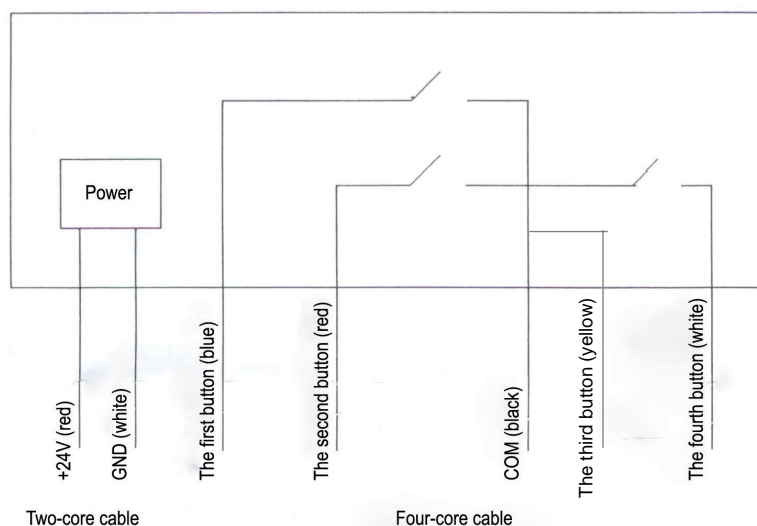 Power
+24V (red)
GND (white)
The first button (blue)
The second button (red)
COM (black)
The third button (yellow)
The fourth button (white)
Two-core cable
Four-core cable